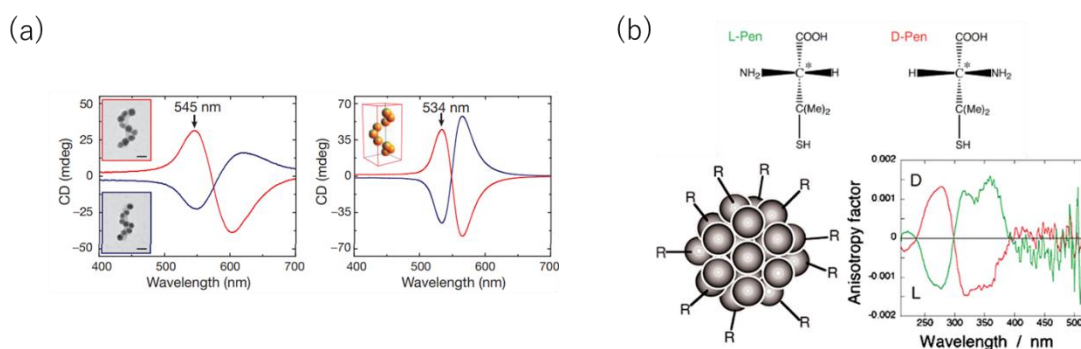 (a)
CD (mdeg)
50
25
0
−25
−50
545 nm
400
500
600
700
Wavelength (nm)
CD (mdeg)
70
35
0
−35
−70
534 nm
400
500
600
700
Wavelength (nm)
(b)
L-Pen
COOH
NH₂
C
*
H
C(Me)₂
SH
D-Pen
COOH
H
C
*
NH₂
C(Me)₂
SH
R
R
R
R
R
R
R
R
R
R
Anisotropy factor
0.002
0.001
0
-0.001
-0.002
D
L
250
300
350
400
450
500
Wavelength / nm